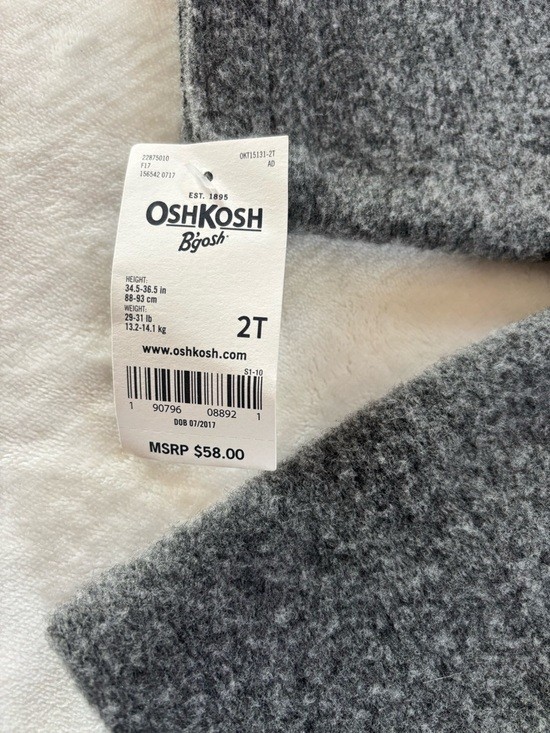 22875010 OKT15131-2T
F17 AD
156542 0717
EST. 1895
OSHKOSH
B'gosh
HEIGHT:
34.5-36.5 in
88-93 cm
WEIGHT:
29-31 lb
13.2-14.1 kg
2T
www.oshkosh.com
S1-10
1 90796 08892 1
DOB 07/2017
MSRP $58.00